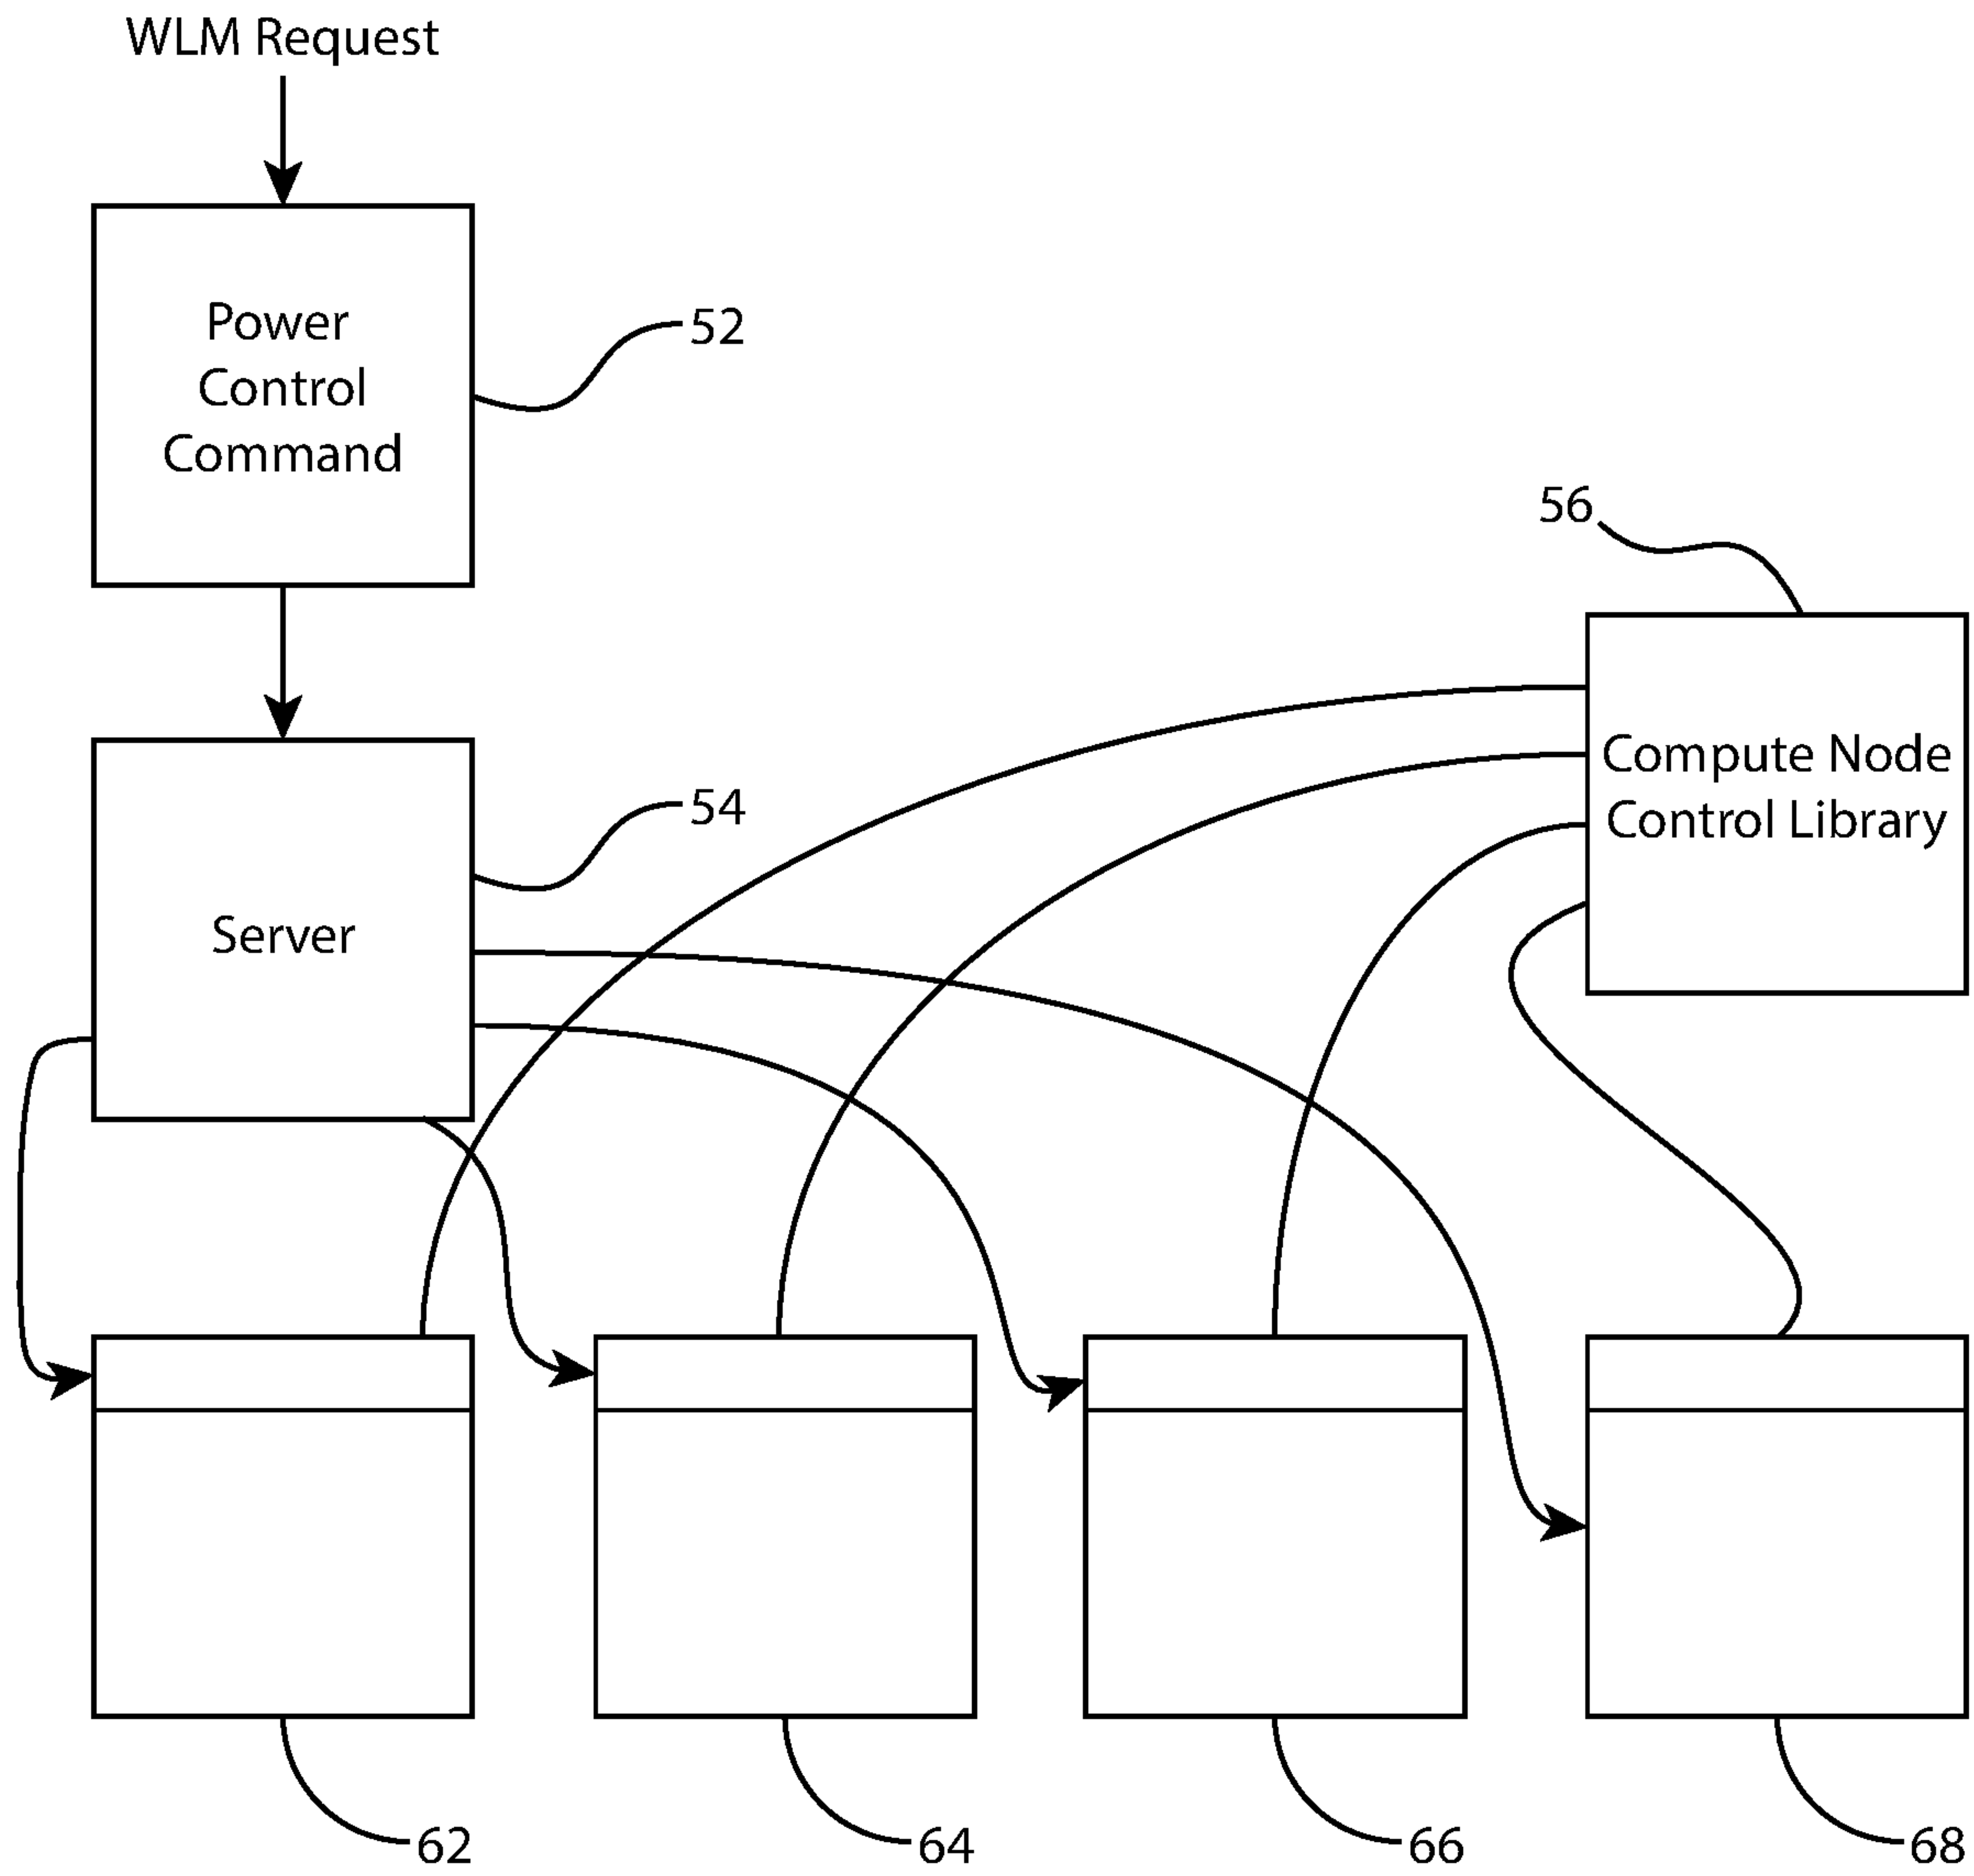 WLM Request
Power
Control
Command
52
56
Compute Node
Control Library
54
Server
62
64
66
68